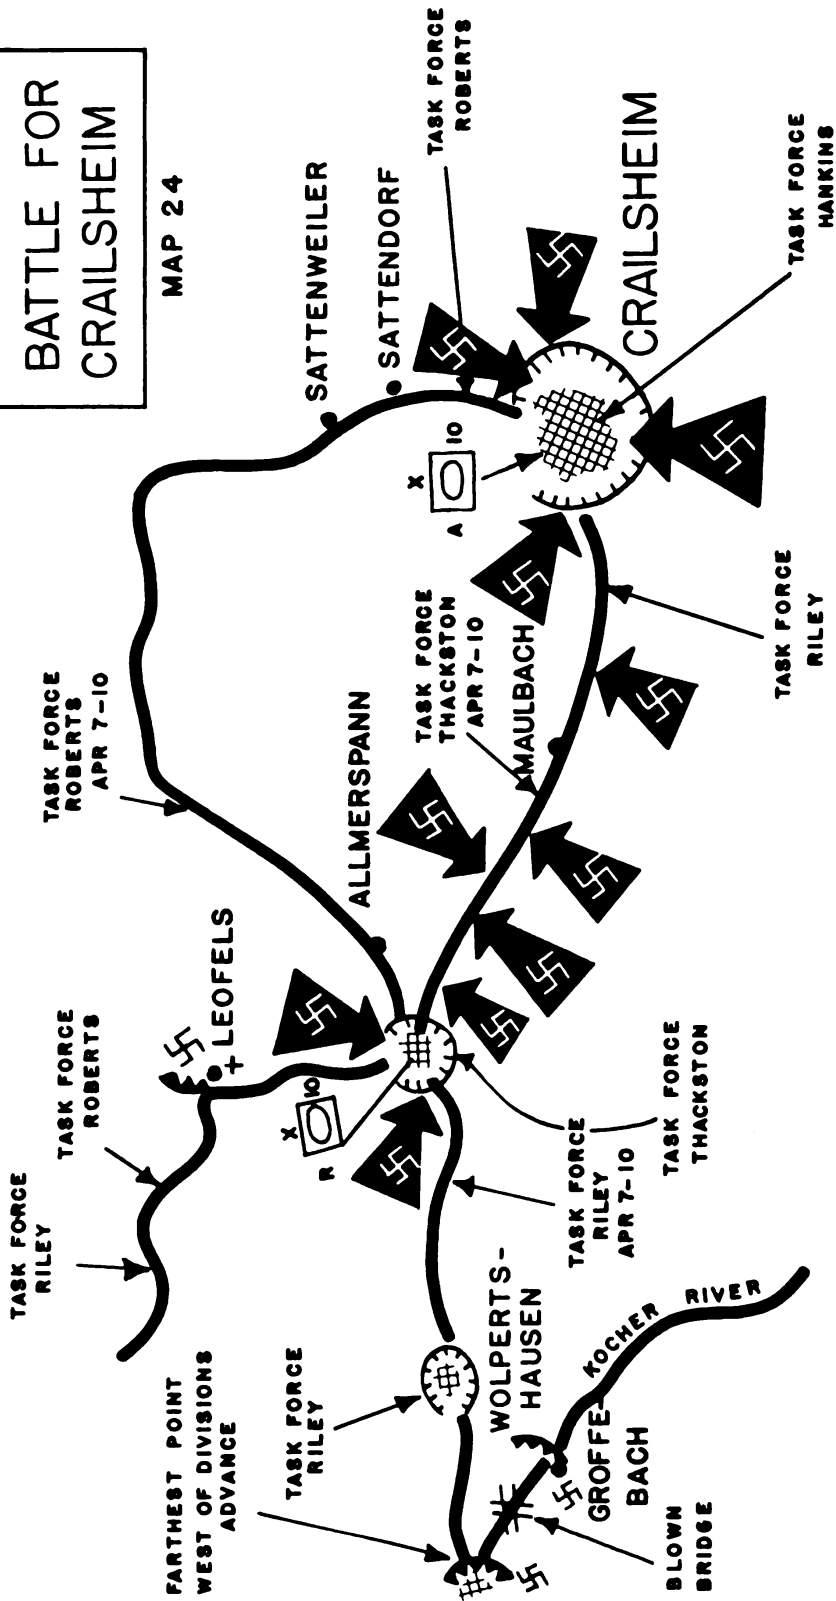 BATTLE FOR
CRAILSHEIM
MAP 24
TASK FORCE
RILEY
TASK FORCE
ROBERTS
TASK FORCE
ROBERTS
APR 7-10
SATTENWEILER
SATTENDORF
TASK FORCE
ROBERTS
LEOFELS
ALLMERSPANN
TASK FORCE
THACKSTON
APR 7-10
MAULBACH
X
A
10
CRAILSHEIM
TASK FORCE
HANKINS
X
R
10
FARTHEST POINT
WEST OF DIVISIONS
ADVANCE
TASK FORCE
RILEY
WOLPERTS-
HAUSEN
TASK FORCE
RILEY
APR 7-10
TASK FORCE
THACKSTON
TASK FORCE
RILEY
GROFFE-
BACH
KOCHER RIVER
BLOWN
BRIDGE